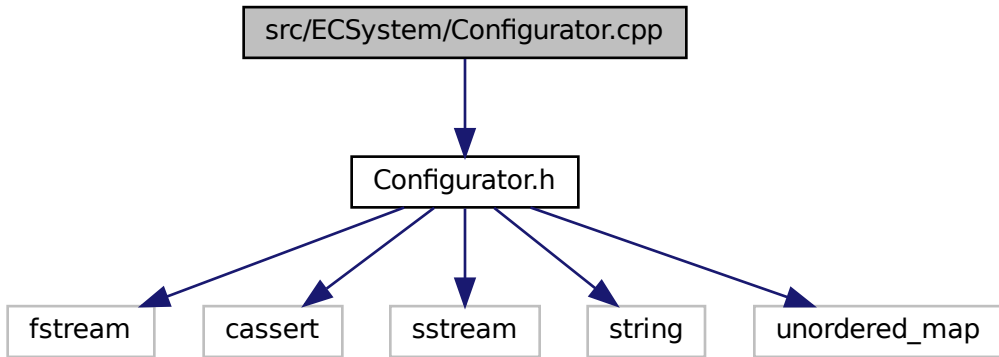 src/ECSystem/Configurator.cpp
Configurator.h
fstream
cassert
sstream
string
unordered_map